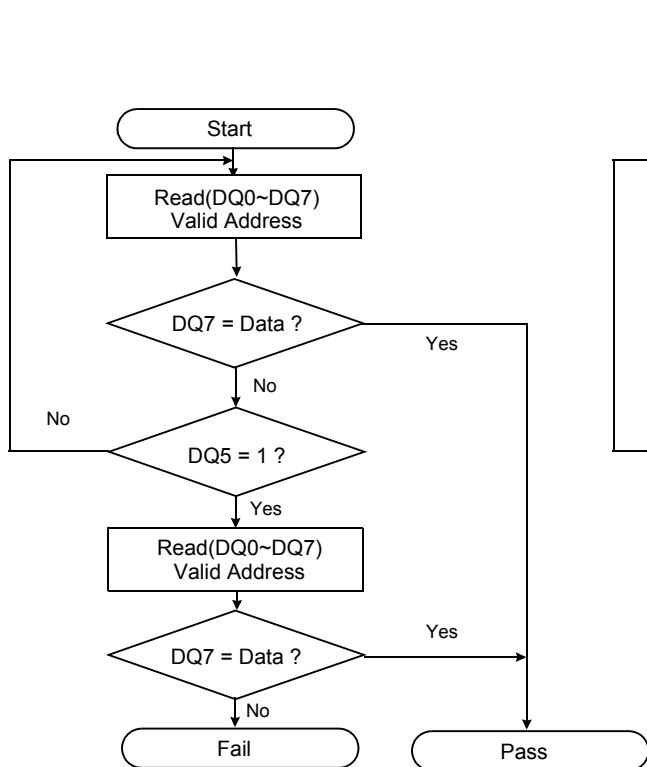 Start
Read(DQ0~DQ7)
Valid Address
DQ7 = Data ?
Yes
No
No
DQ5 = 1 ?
Yes
Read(DQ0~DQ7)
Valid Address
DQ7 = Data ?
Yes
No
Fail
Pass